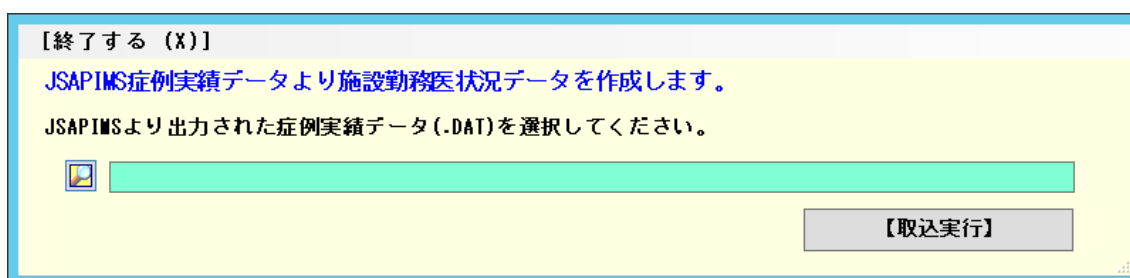 [終了する (X)]
JSAPIMS症例実績データより施設勤務医状況データを作成します。
JSAPIMSより出力された症例実績データ(.DAT)を選択してください。
【取込実行】